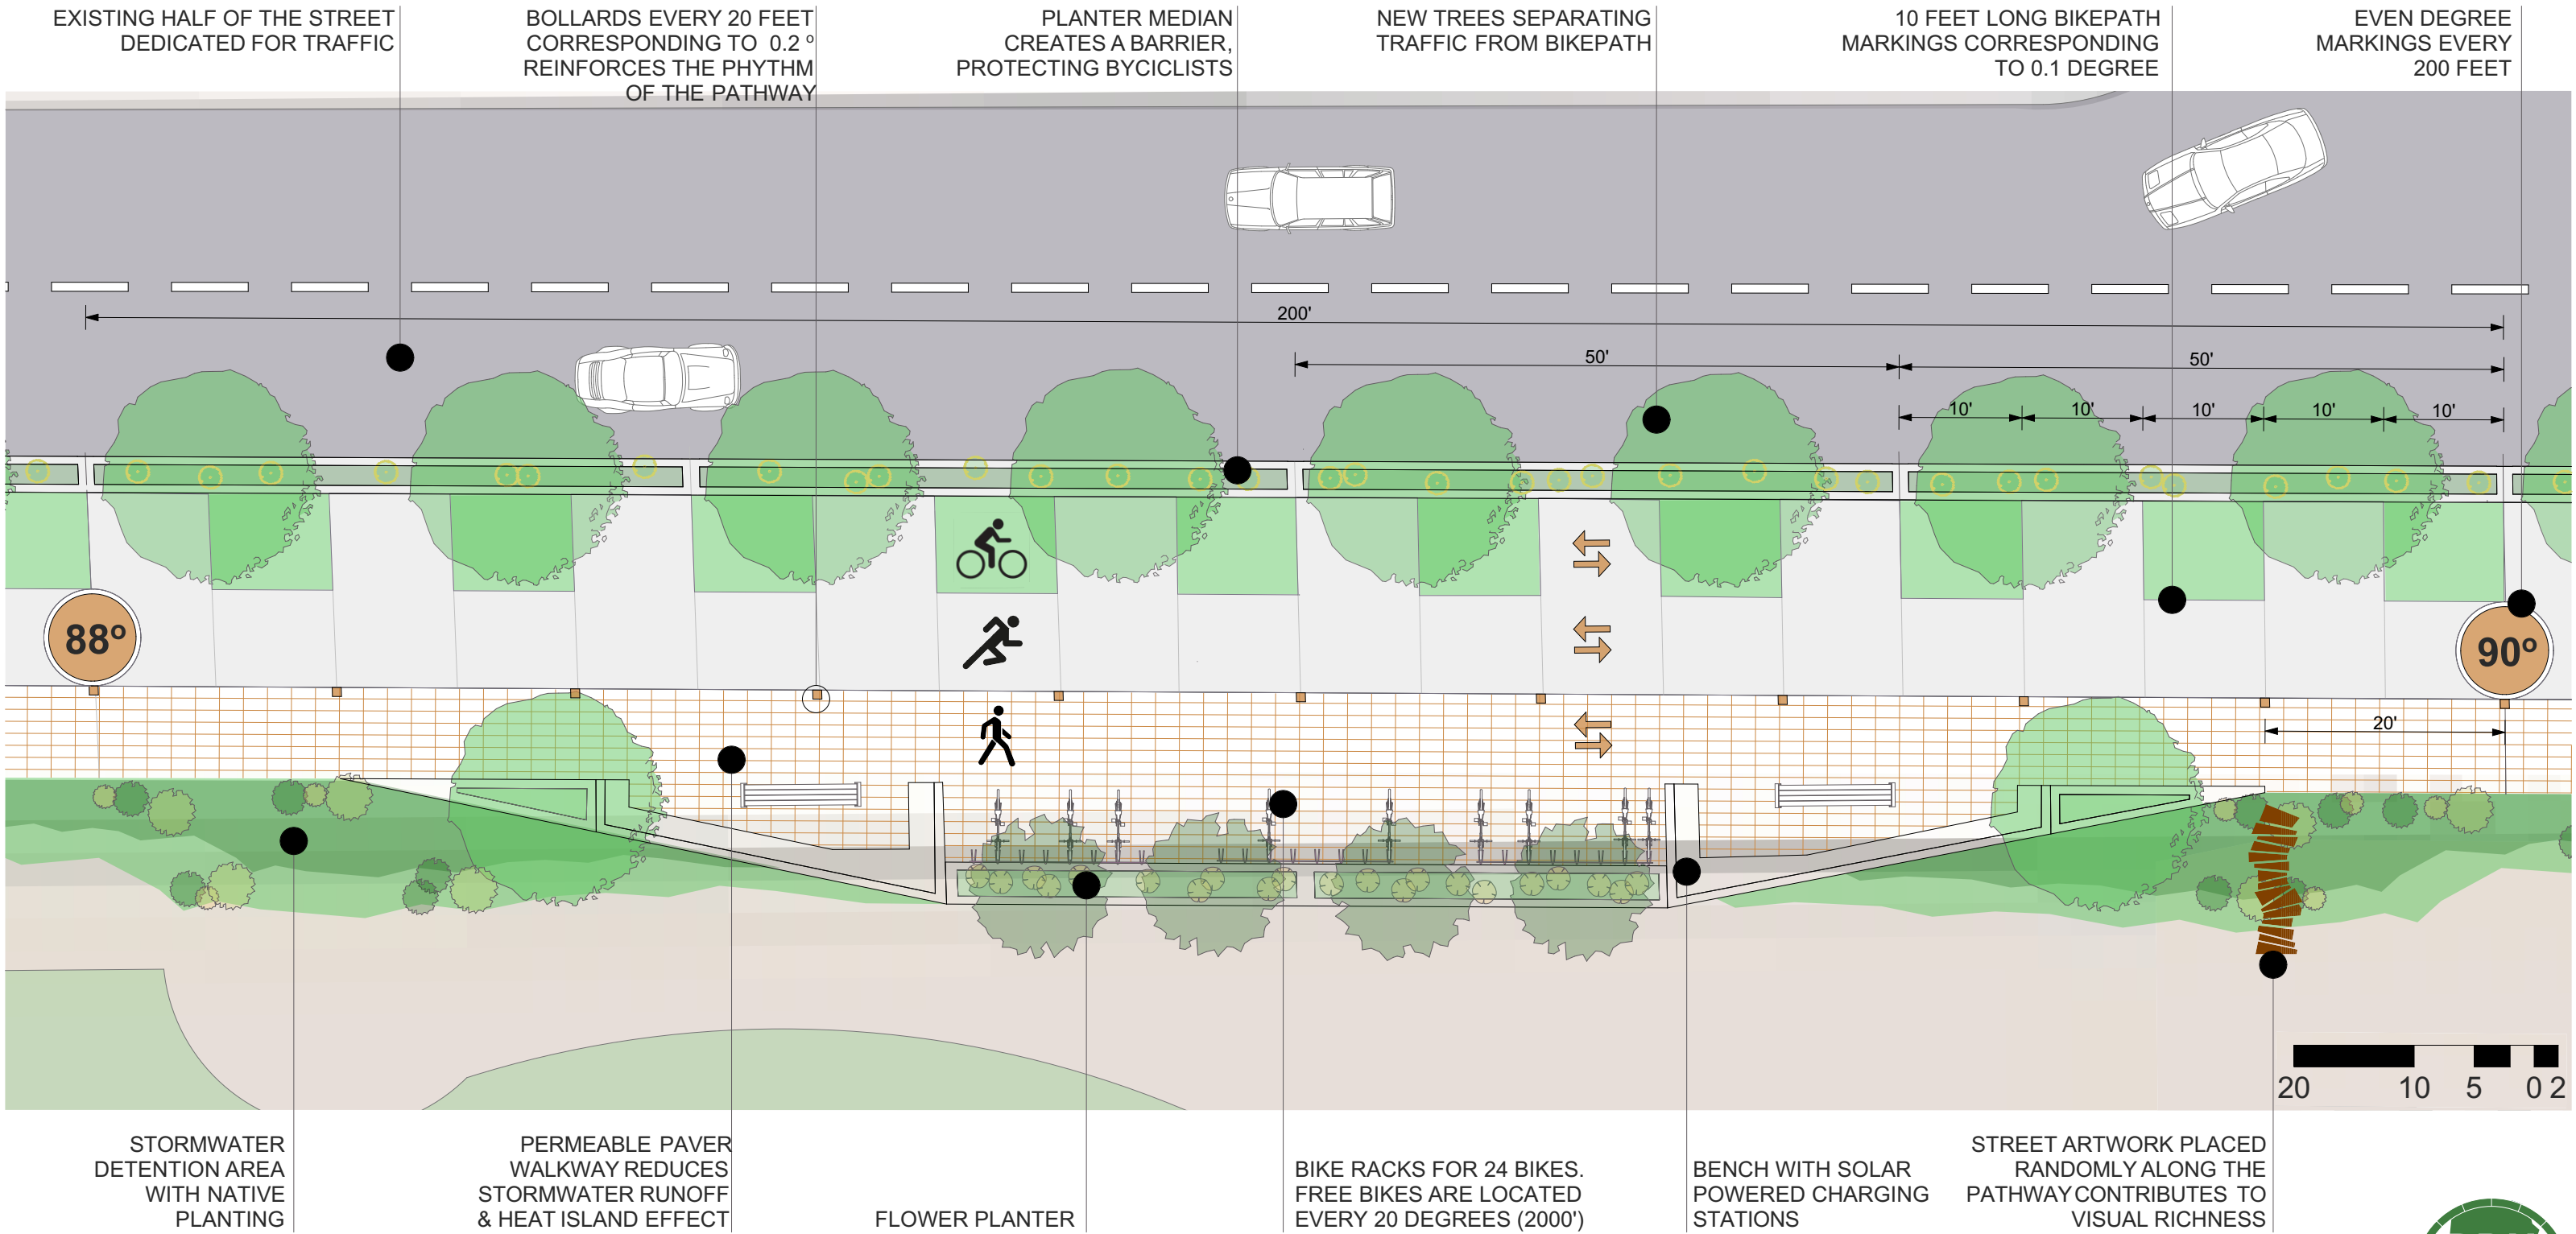 EXISTING HALF OF THE STREET
DEDICATED FOR TRAFFIC
BOLLARDS EVERY 20 FEET
CORRESPONDING TO 0.2 º
REINFORCES THE PHYTHM
OF THE PATHWAY
PLANTER MEDIAN
CREATES A BARRIER,
PROTECTING BYCICLISTS
NEW TREES SEPARATING
TRAFFIC FROM BIKEPATH
10 FEET LONG BIKEPATH
MARKINGS CORRESPONDING
TO 0.1 DEGREE
EVEN DEGREE
MARKINGS EVERY
200 FEET
200'
50'
50'
10'
10'
10'
10'
10'
88º
90º
20'
20 10 5 0 2
STORMWATER
DETENTION AREA
WITH NATIVE
PLANTING
PERMEABLE PAVER
WALKWAY REDUCES
STORMWATER RUNOFF
& HEAT ISLAND EFFECT
FLOWER PLANTER
BIKE RACKS FOR 24 BIKES.
FREE BIKES ARE LOCATED
EVERY 20 DEGREES (2000')
BENCH WITH SOLAR
POWERED CHARGING
STATIONS
STREET ARTWORK PLACED
RANDOMLY ALONG THE
PATHWAY CONTRIBUTES TO
VISUAL RICHNESS